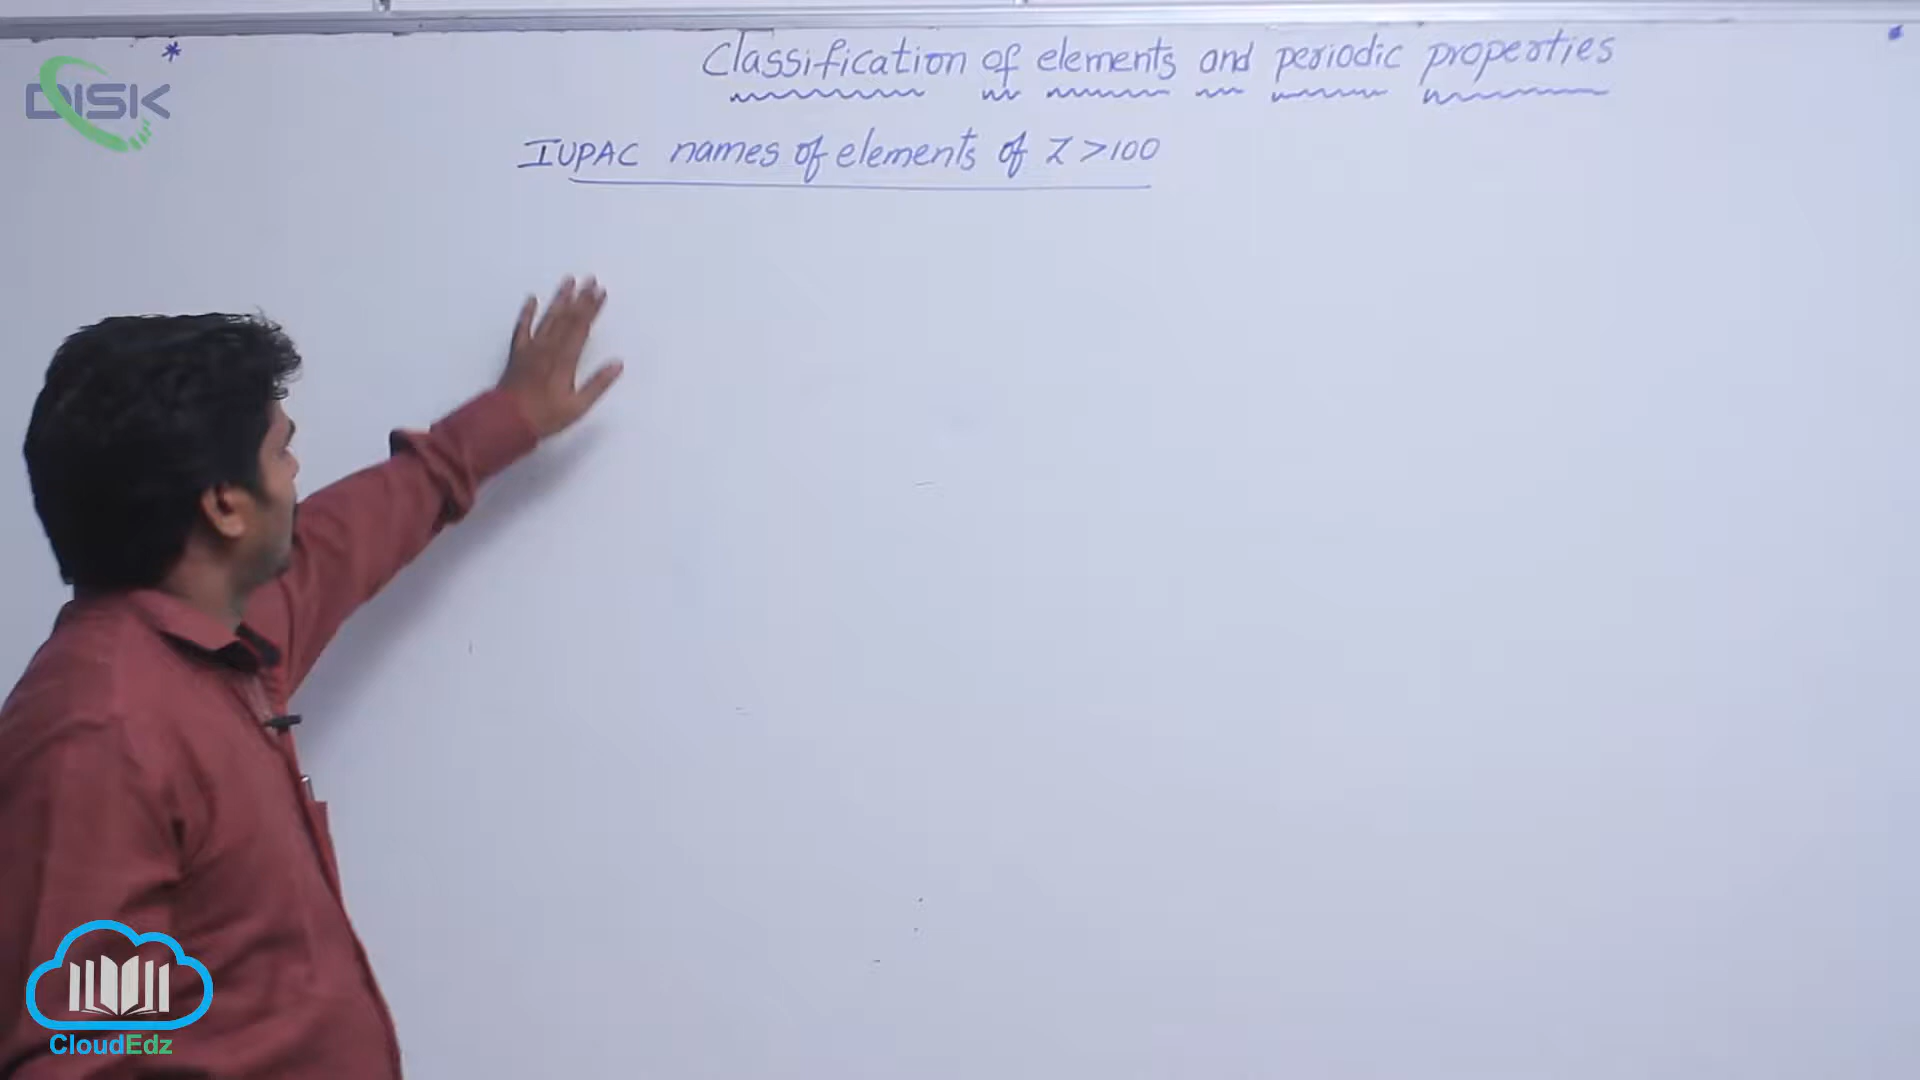 Classification of elements and periodic properties
DISK
IUPAC names of elements of Z >100
CloudEdz